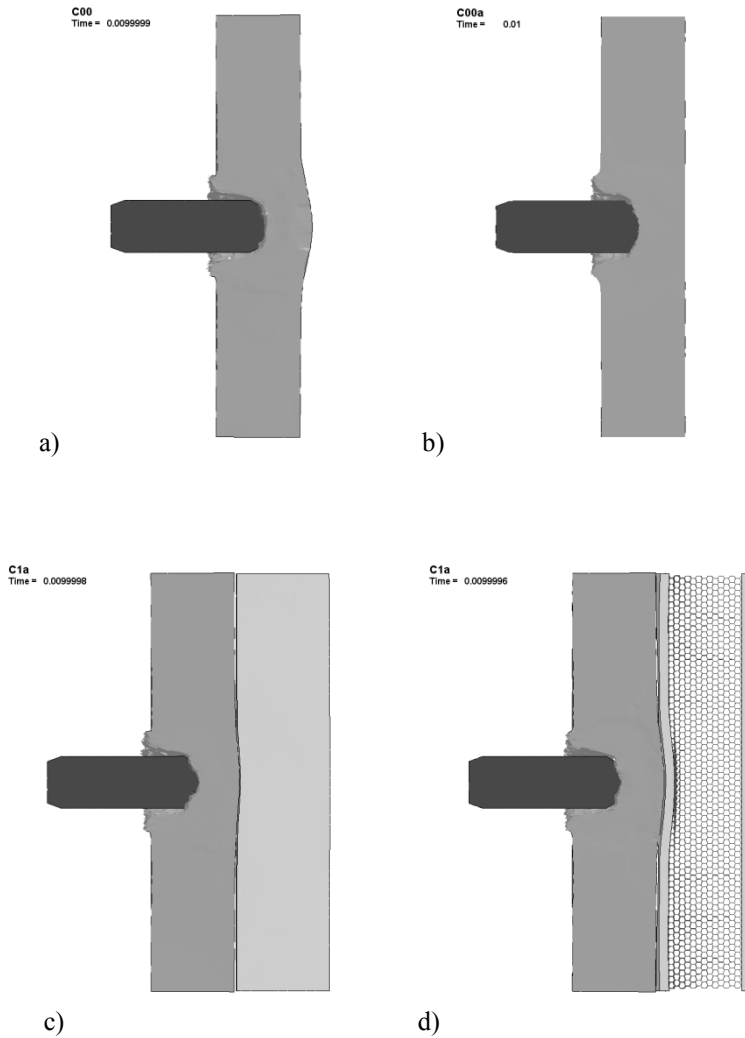 C00
Time = 0.0099999
C00a
Time = 0.01
a)
b)
C1a
Time = 0.0099998
C1a
Time = 0.0099996
c)
d)